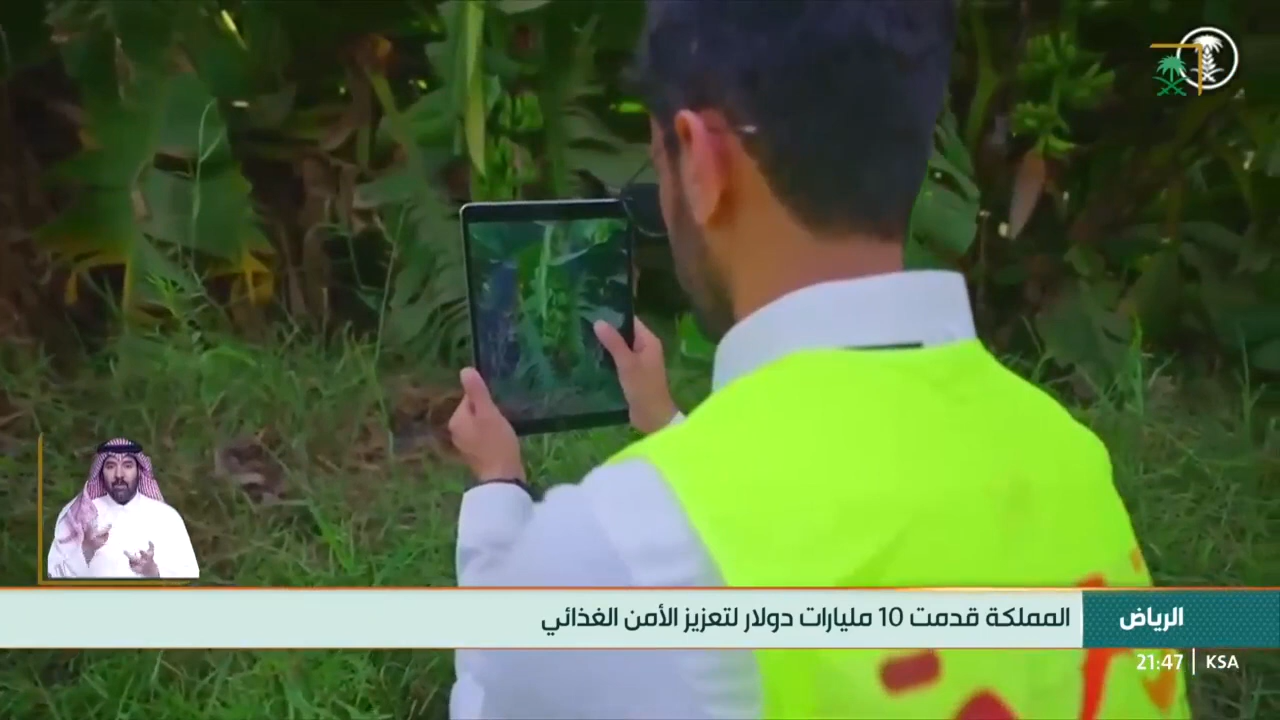 الرياض
المملكة قدمت 10 مليارات دولار لتعزيز الأمن الغذائي
21:47 | KSA